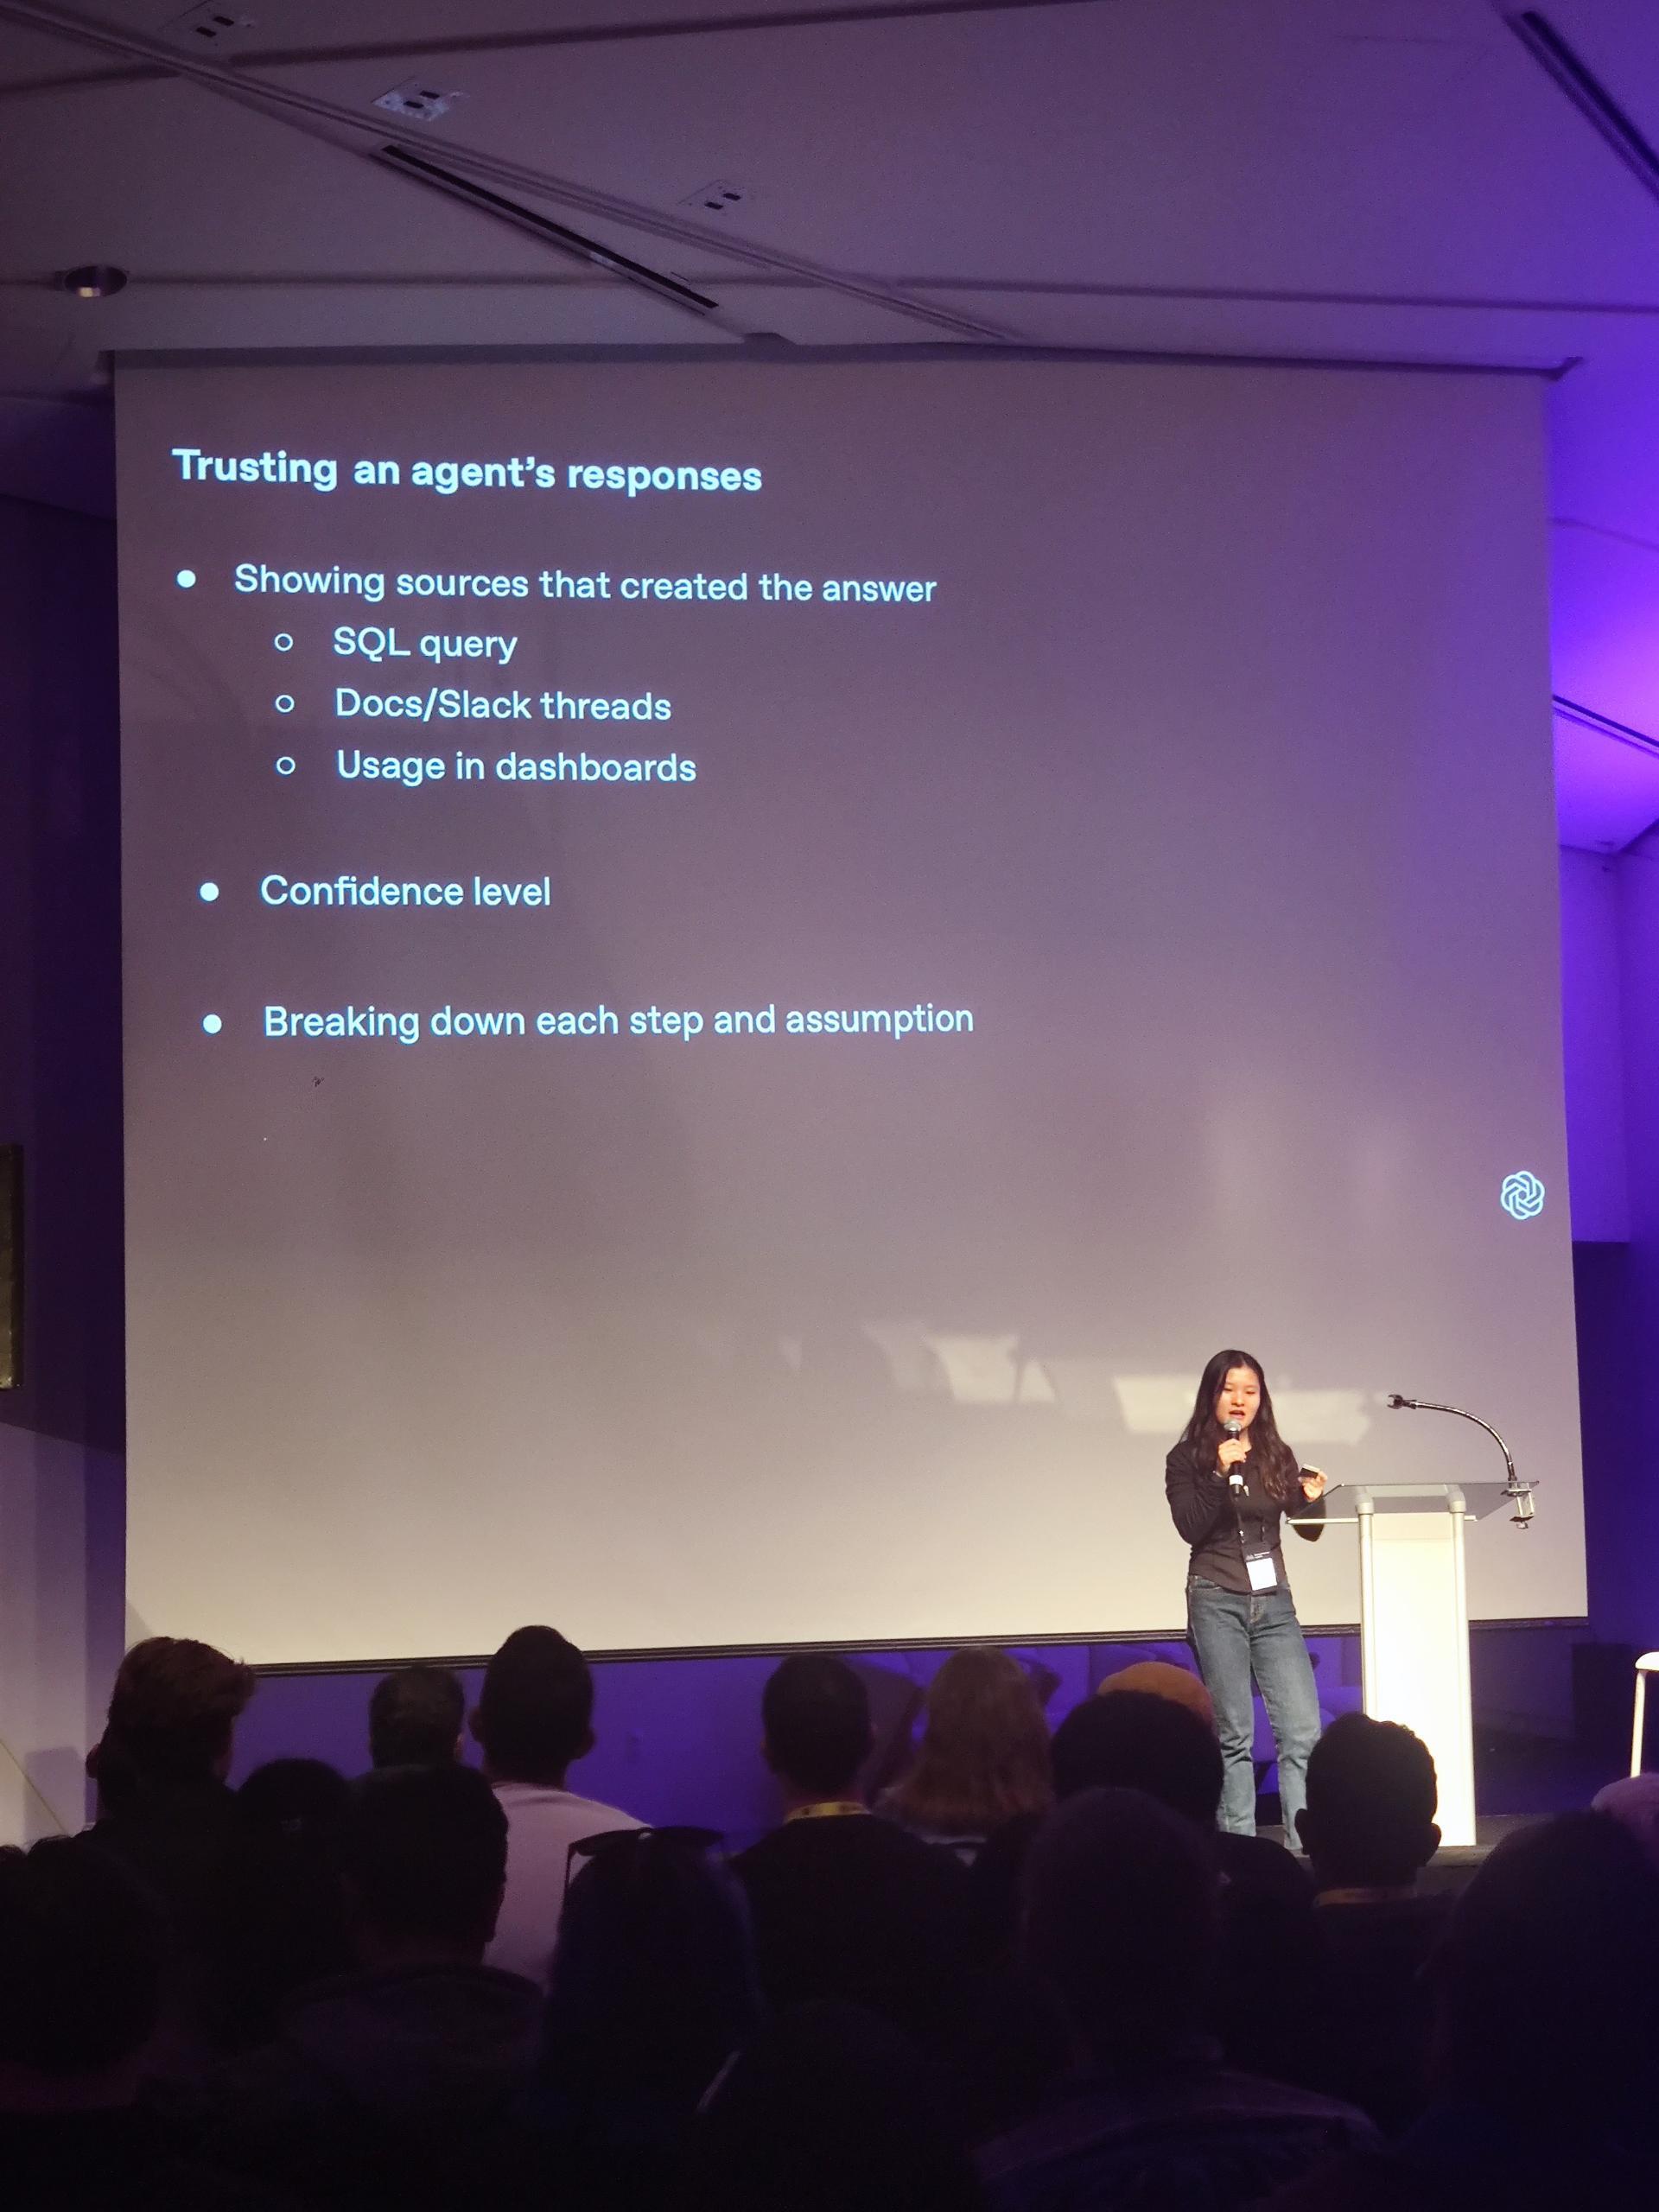 Trusting an agent’s responses
● Showing sources that created the answer
○ SQL query
○ Docs/Slack threads
○ Usage in dashboards
● Confidence level
● Breaking down each step and assumption